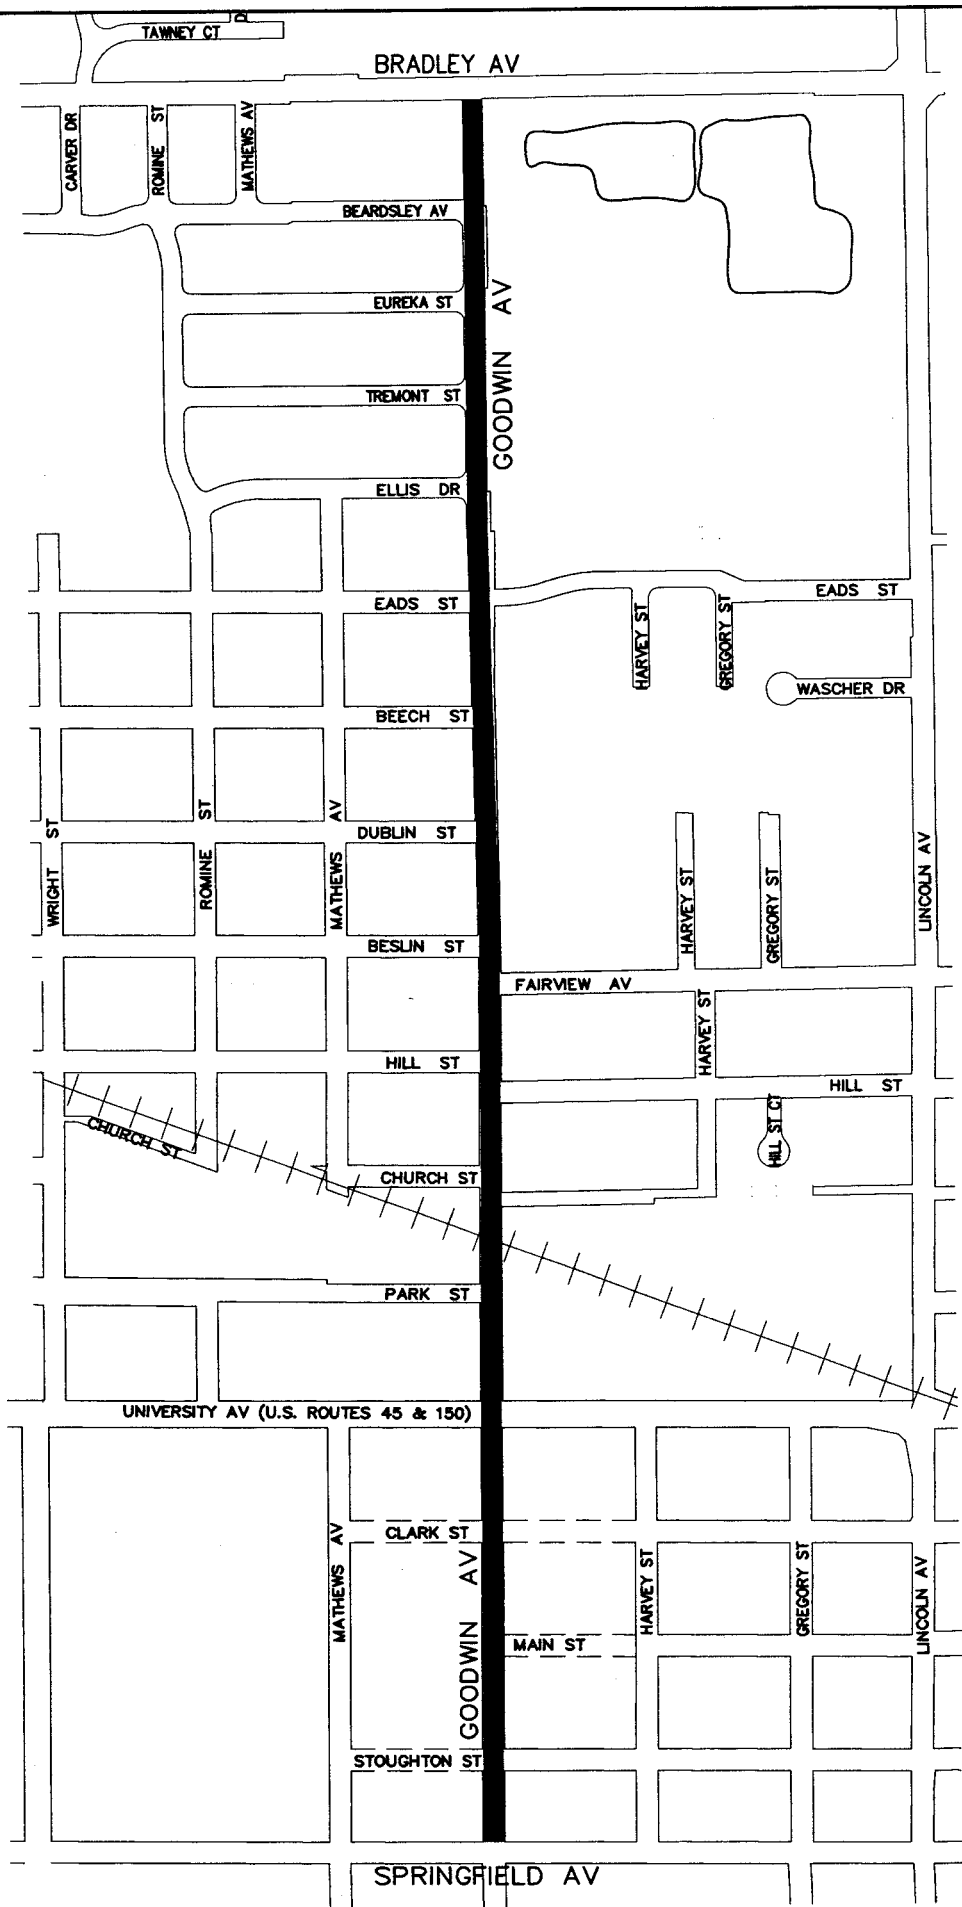 D
TAWNEY CT
BRADLEY AV
CARVER DR
ROMINE ST
MATHEWS AV
BEARDSLEY AV
EUREKA ST
GOODWIN AV
TREMONT ST
ELLIS DR
EADS ST
EADS ST
HARVEY ST
GREGORY ST
WASCHER DR
BEECH ST
WRIGHT ST
ROMINE ST
MATHEWS AV
DUBLIN ST
HARVEY ST
GREGORY ST
LINCOLN AV
BESLIN ST
FAIRVIEW AV
HARVEY ST
HILL ST
HILL ST
HILL ST CT
CHURCH ST
CHURCH ST
PARK ST
UNIVERSITY AV (U.S. ROUTES 45 & 150)
CLARK ST
MATHEWS AV
GOODWIN AV
HARVEY ST
GREGORY ST
LINCOLN AV
MAIN ST
STOUGHTON ST
SPRINGFIELD AV